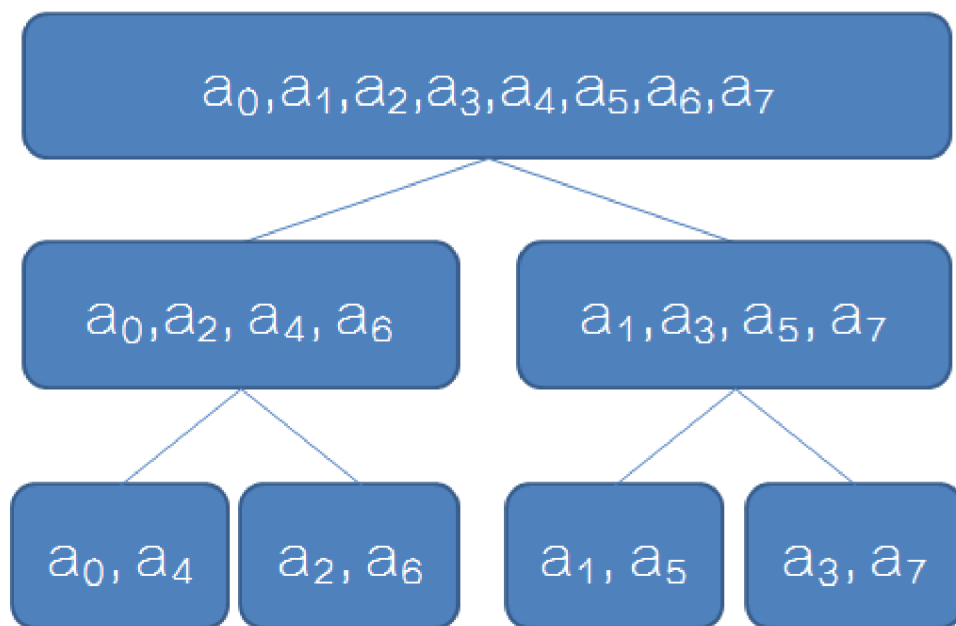 a₀,a₁,a₂,a₃,a₄,a₅,a₆,a₇
a₀,a₂, a₄, a₆
a₁,a₃, a₅, a₇
a₀, a₄
a₂, a₆
a₁, a₅
a₃, a₇